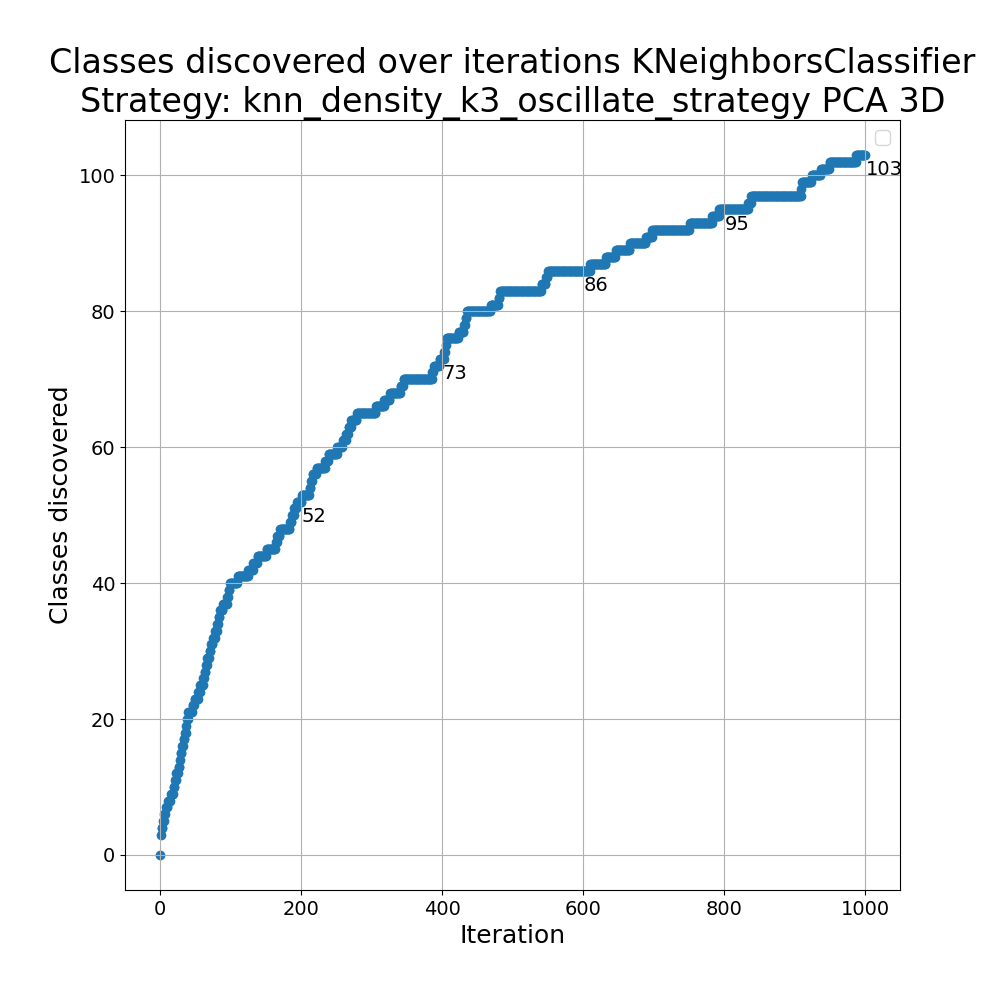 Classes discovered over iterations KNeighborsClassifier
Strategy: knn_density_k3_oscillate_strategy PCA 3D
Classes discovered
100
80
60
40
20
0
103
95
86
73
52
0 200 400 600 800 1000
Iteration